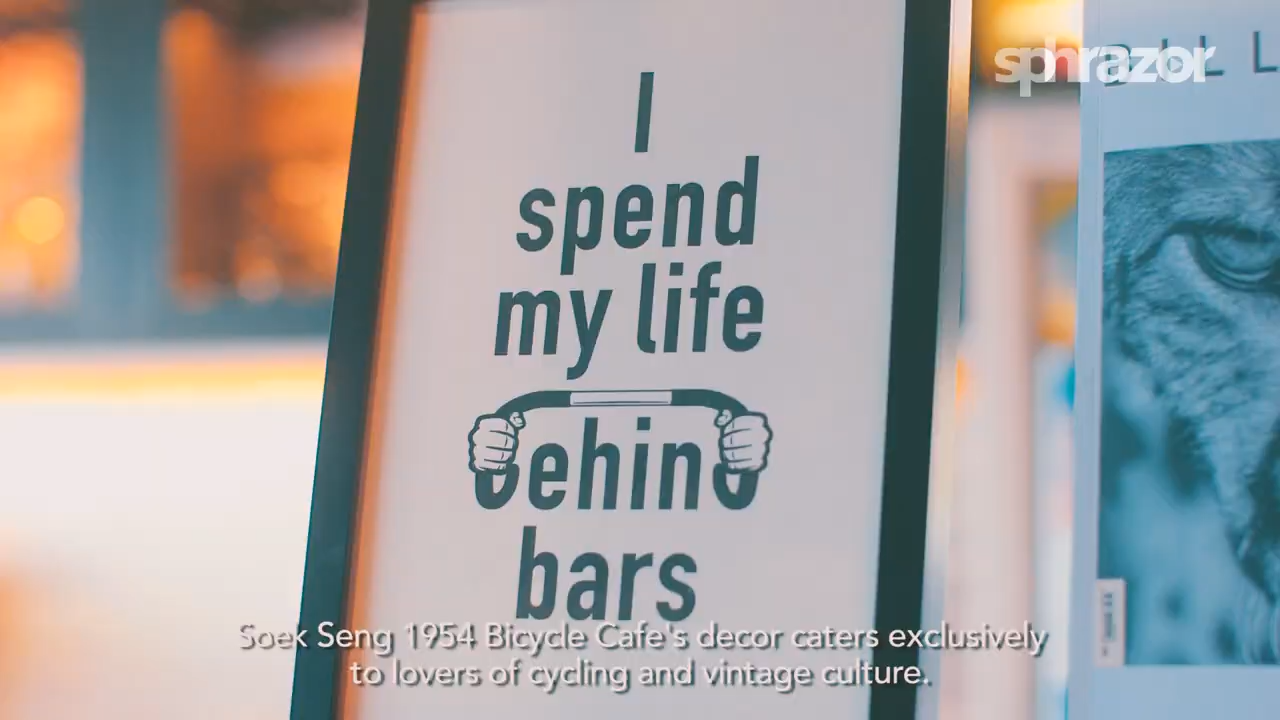 sphrazor
BILL
I
spend
my life
behind
bars
Soek Seng 1954 Bicycle Cafe's decor caters exclusively
to lovers of cycling and vintage culture.